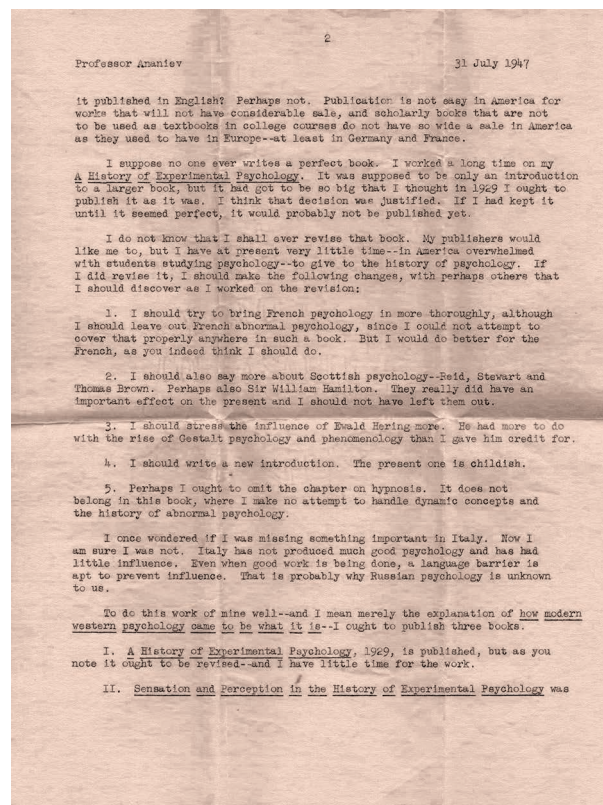 2
Professor Ananiev 31 July 1947
it published in English? Perhaps not. Publication is not easy in America for
works that will not have considerable sale, and scholarly books that are not
to be used as textbooks in college courses do not have so wide a sale in America
as they used to have in Europe--at least in Germany and France.
I suppose no one ever writes a perfect book. I worked a long time on my
A History of Experimental Psychology. It was supposed to be only an introduction
to a larger book, but it had got to be so big that I thought in 1929 I ought to
publish it as it was. I think that decision was justified. If I had kept it
until it seemed perfect, it would probably not be published yet.
I do not know that I shall ever revise that book. My publishers would
like me to, but I have at present very little time--in America overwhelmed
with students studying psychology--to give to the history of psychology. If
I did revise it, I should make the following changes, with perhaps others that
I should discover as I worked on the revision:
1. I should try to bring French psychology in more thoroughly, although
I should leave out French abnormal psychology, since I could not attempt to
cover that properly anywhere in such a book. But I would do better for the
French, as you indeed think I should do.
2. I should also say more about Scottish psychology--Reid, Stewart and
Thomas Brown. Perhaps also Sir William Hamilton. They really did have an
important effect on the present and I should not have left them out.
3. I should stress the influence of Ewald Hering more. He had more to do
with the rise of Gestalt psychology and phenomenology than I gave him credit for.
4. I should write a new introduction. The present one is childish.
5. Perhaps I ought to omit the chapter on hypnosis. It does not
belong in this book, where I make no attempt to handle dynamic concepts and
the history of abnormal psychology.
I once wondered if I was missing something important in Italy. Now I
am sure I was not. Italy has not produced much good psychology and has had
little influence. Even when good work is being done, a language barrier is
apt to prevent influence. That is probably why Russian psychology is unknown
to us.
To do this work of mine well--and I mean merely the explanation of how modern
western psychology came to be what it is--I ought to publish three books.
I. A History of Experimental Psychology, 1929, is published, but as you
note it ought to be revised--and I have little time for the work.
II. Sensation and Perception in the History of Experimental Psychology was